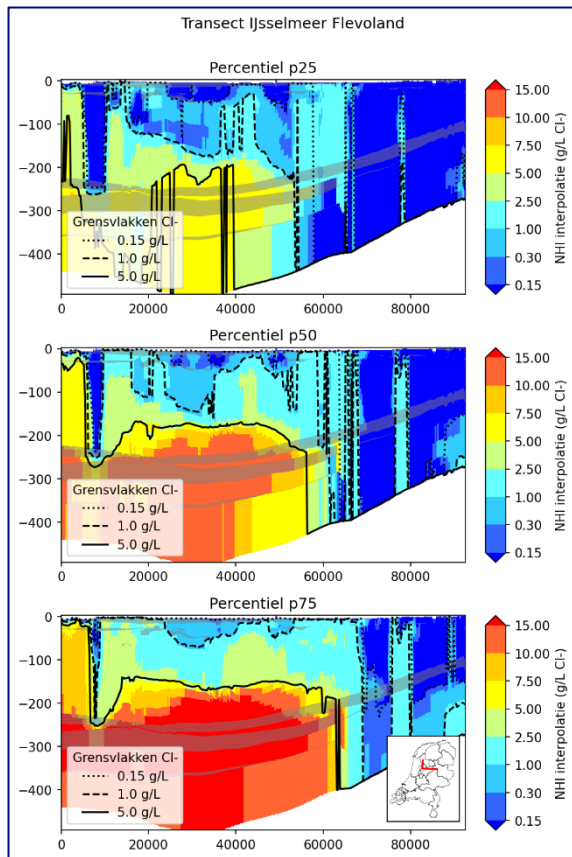 Transect IJsselmeer Flevoland
Percentiel p25
0
−100
−200
−300
−400
Grensvlakken Cl-
0.15 g/L
1.0 g/L
5.0 g/L
0 20000 40000 60000 80000
15.00
10.00
7.50
5.00
2.50
1.00
0.30
0.15
NHI interpolatie (g/L Cl-)
Percentiel p50
0
−100
−200
−300
−400
Grensvlakken Cl-
0.15 g/L
1.0 g/L
5.0 g/L
0 20000 40000 60000 80000
15.00
10.00
7.50
5.00
2.50
1.00
0.30
0.15
NHI interpolatie (g/L Cl-)
Percentiel p75
0
−100
−200
−300
−400
Grensvlakken Cl-
0.15 g/L
1.0 g/L
5.0 g/L
0 20000 40000 60000 80000
15.00
10.00
7.50
5.00
2.50
1.00
0.30
0.15
NHI interpolatie (g/L Cl-)